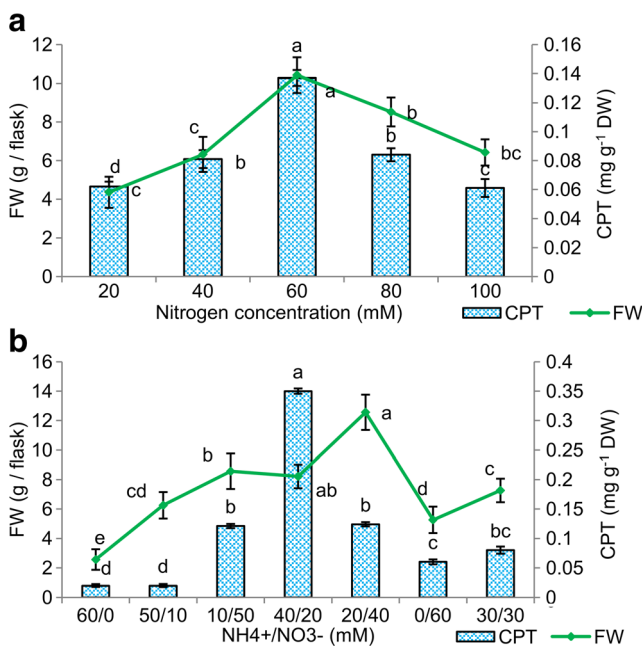 a
12 0.16
a
10 0.14
a
b
0.12
c
8 0.1
d b bc
6 b 0.08
c
c
0.06
4
0.04
2 0.02
0 0
FW (g / flask)
CPT (mg g-1 DW)
20 40 60 80 100
Nitrogen concentration (mM) CPT FW
b
16 0.4
a
14 0.35
12 0.3
a
10 0.25
b
8 0.2
cd ab d c
6 0.15
b b
4 e 0.1
bc
d d c
2 0.05
0 0
FW (g / flask)
CPT (mg g-1 DW)
60/0 50/10 10/50 40/20 20/40 0/60 30/30
NH4+/NO3- (mM) CPT FW